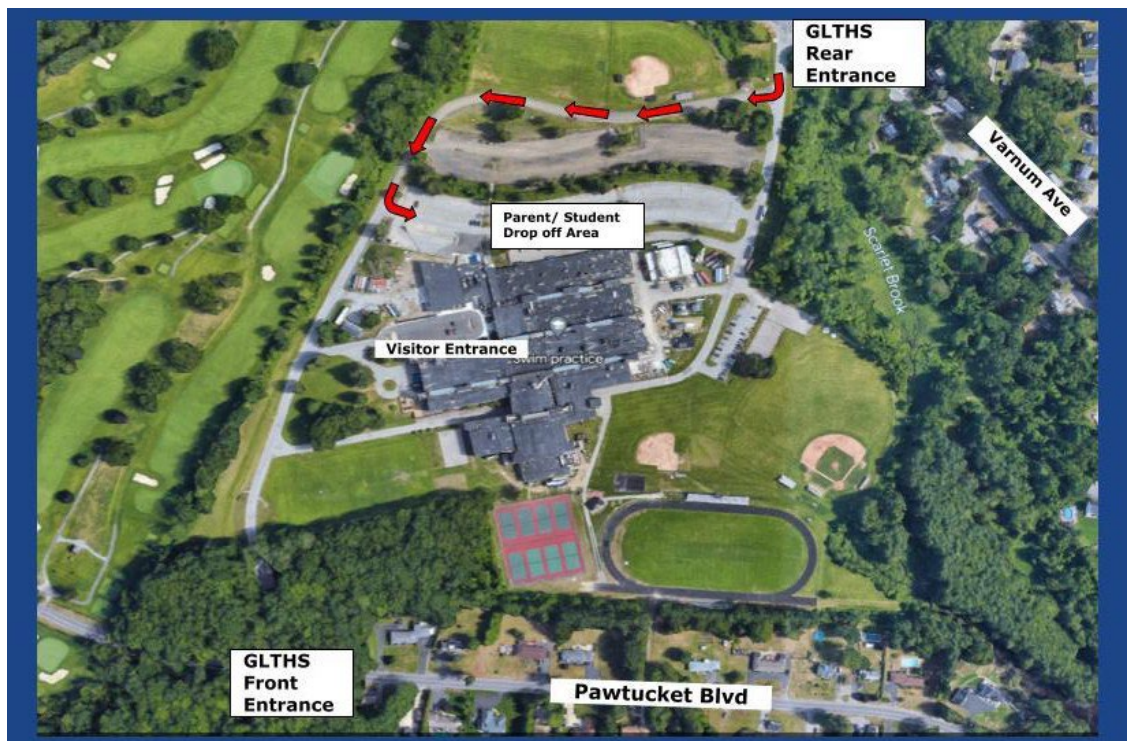 GLTHS
Rear
Entrance
Varnum Ave
Parent/ Student
Drop off Area
Scarlet Brook
Visitor Entrance
Swim practice
GLTHS
Front
Entrance
Pawtucket Blvd